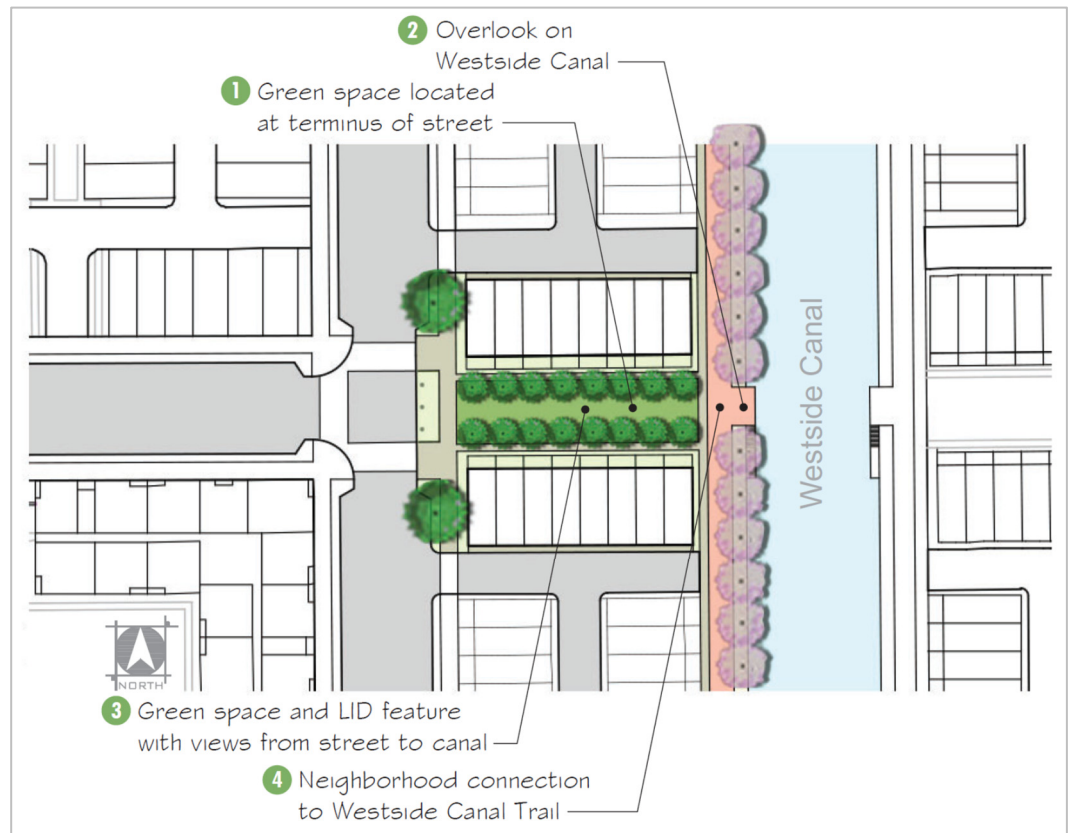 2 Overlook on
Westside Canal
1 Green space located
at terminus of street
Westside Canal
NORTH
3 Green space and LID feature
with views from street to canal
4 Neighborhood connection
to Westside Canal Trail